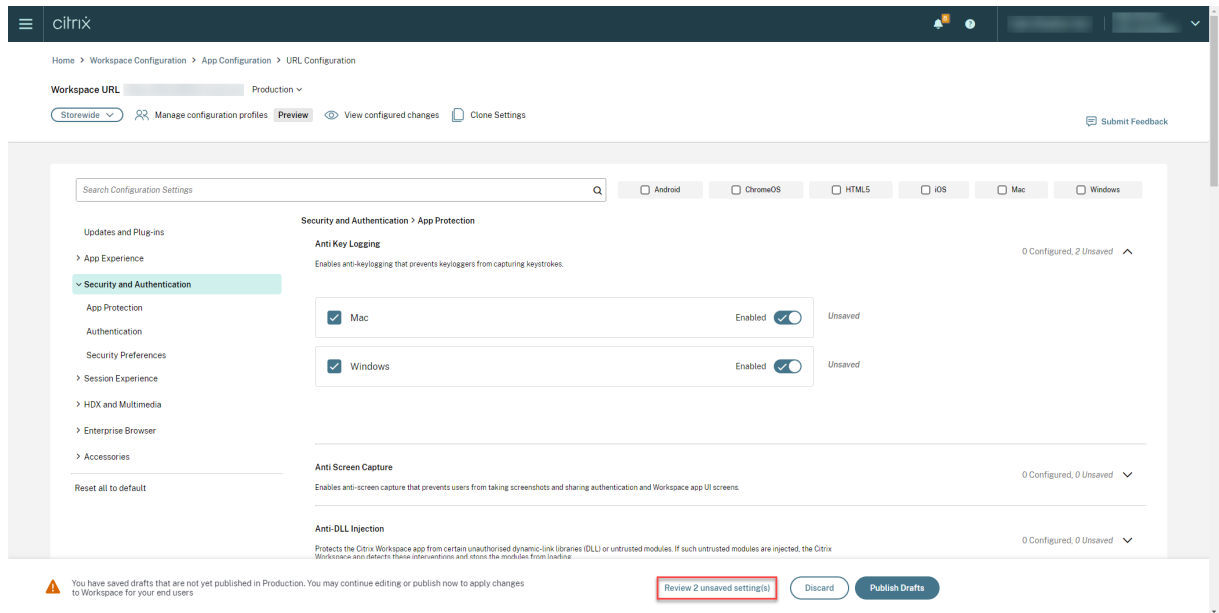 citrix
8
?
Home > Workspace Configuration > App Configuration > URL Configuration
Workspace URL Production
Storewide Manage configuration profiles Preview View configured changes Clone Settings
Submit Feedback
Search Configuration Settings Android ChromeOS HTML5 iOS Mac Windows
Security and Authentication > App Protection
Updates and Plug-ins
Anti Key Logging
0 Configured, 2 Unsaved
App Experience
Enables anti-keylogging that prevents keyloggers from capturing keystrokes.
Security and Authentication
App Protection
Mac Enabled Unsaved
Authentication
Security Preferences
Windows Enabled Unsaved
Session Experience
HDX and Multimedia
Enterprise Browser
Accessories
Anti Screen Capture
0 Configured, 0 Unsaved
Reset all to default
Enables anti-screen capture that prevents users from taking screenshots and sharing authentication and Workspace app UI screens.
Anti-DLL Injection
0 Configured, 0 Unsaved
Protects the Citrix Workspace app from certain unauthorised dynamic-link libraries (DLL) or untrusted modules. If such untrusted modules are injected, the Citrix
Workspace app detects these interventions and stops the modules from loading.
You have saved drafts that are not yet published in Production. You may continue editing or publish now to apply changes
to Workspace for your end users
Review 2 unsaved setting(s) Discard Publish Drafts